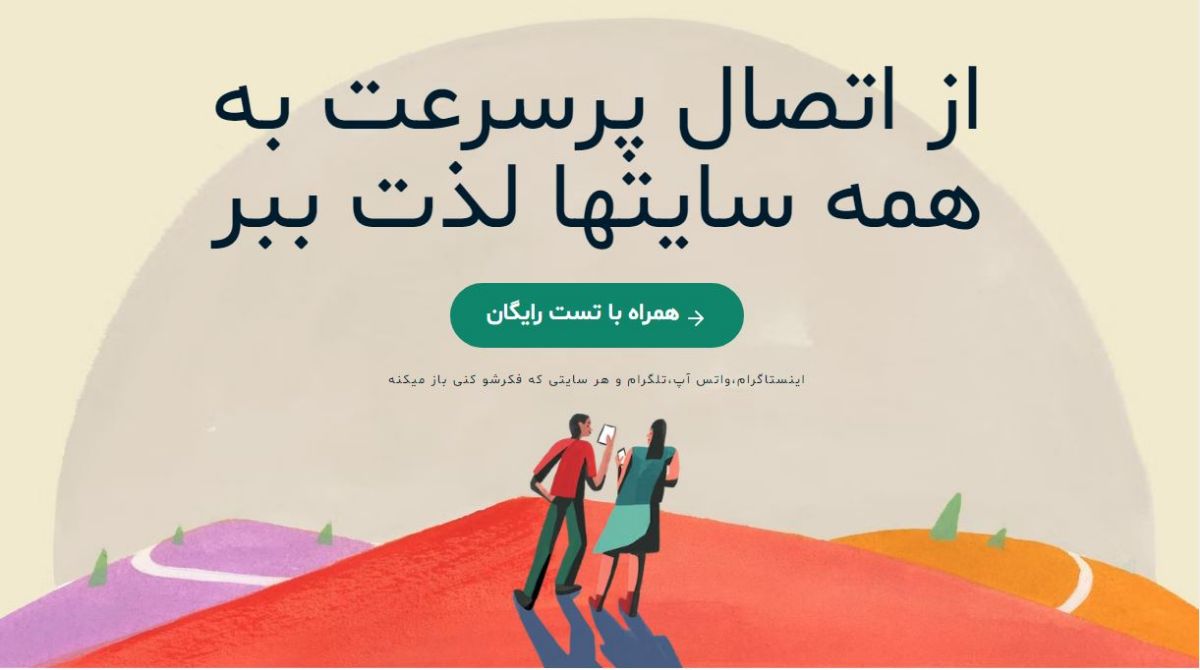 از اتصال پرسرعت به
همه سایتها لذت ببر
همراه با تست رایگان
اینستاگرام،واتس آپ،تلگرام و هر سایتی که فکرشو کنی باز میکنه